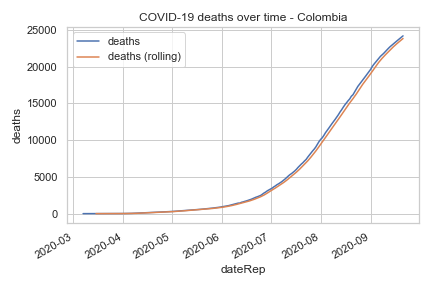 COVID-19 deaths over time - Colombia
deaths
deaths (rolling)
25000
20000
15000
10000
5000
0
deaths
2020-03
2020-04
2020-05
2020-06
2020-07
2020-08
2020-09
dateRep